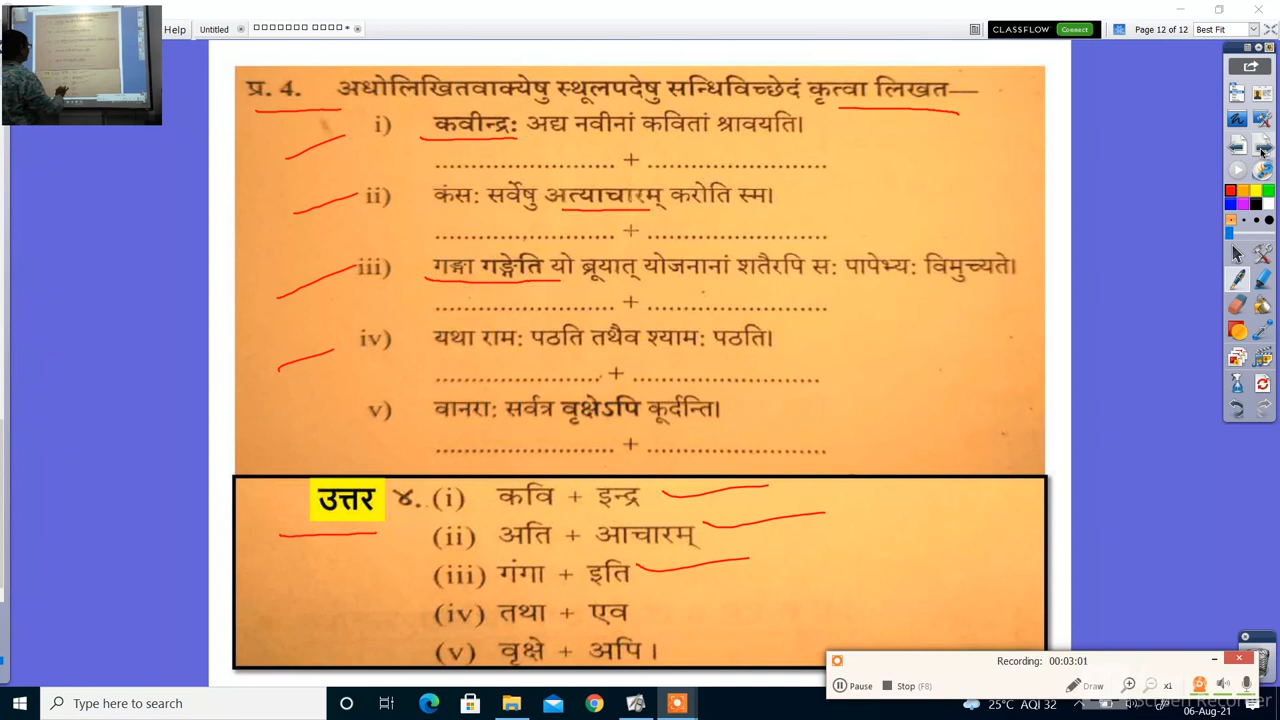 Help
Untitled
CLASSFLOW Connect
Page 12 of 12
Best Fit
प्र. 4. अधोलिखितवाक्येषु स्थूलपदेषु सन्धिविच्छेदं कृत्वा लिखत—
i) कवीन्द्रः अद्य नवीनां कवितां श्रावयति।
.............................. + ..............................
ii) कंसः सर्वेषु अत्याचारम् करोति स्म।
.............................. + ..............................
iii) गङ्गा गङ्गेति यो ब्रूयात् योजनानां शतैरपि सः पापेभ्यः विमुच्यते।
.............................. + ..............................
iv) यथा रामः पठति तथैव श्यामः पठति।
.............................. + ..............................
v) वानराः सर्वत्र वृक्षेऽपि कूर्दन्ति।
.............................. + ..............................
उत्तर ४. (i) कवि + इन्द्र
(ii) अति + आचारम्
(iii) गंगा + इति
(iv) तथा + एव
(v) वृक्षे + अपि।
Recording: 00:03:01
Pause Stop (F8) Draw x1
Type here to search
25°C AQI 32
06-Aug-21